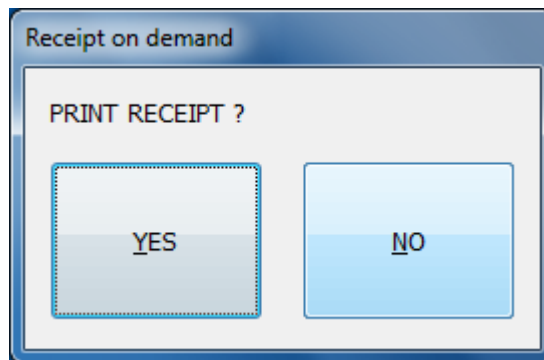 Receipt on demand
PRINT RECEIPT ?
YES NO